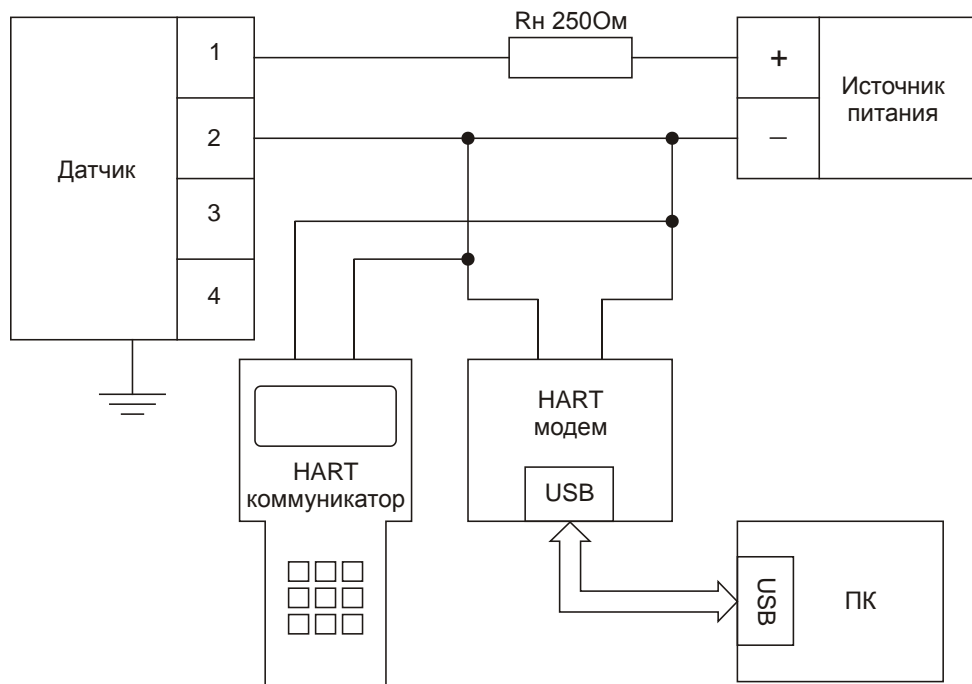 Rн 250Ом
1
+
Источник
питания
2
–
Датчик
3
4
HART
модем
HART
коммуникатор
USB
USB
ПК